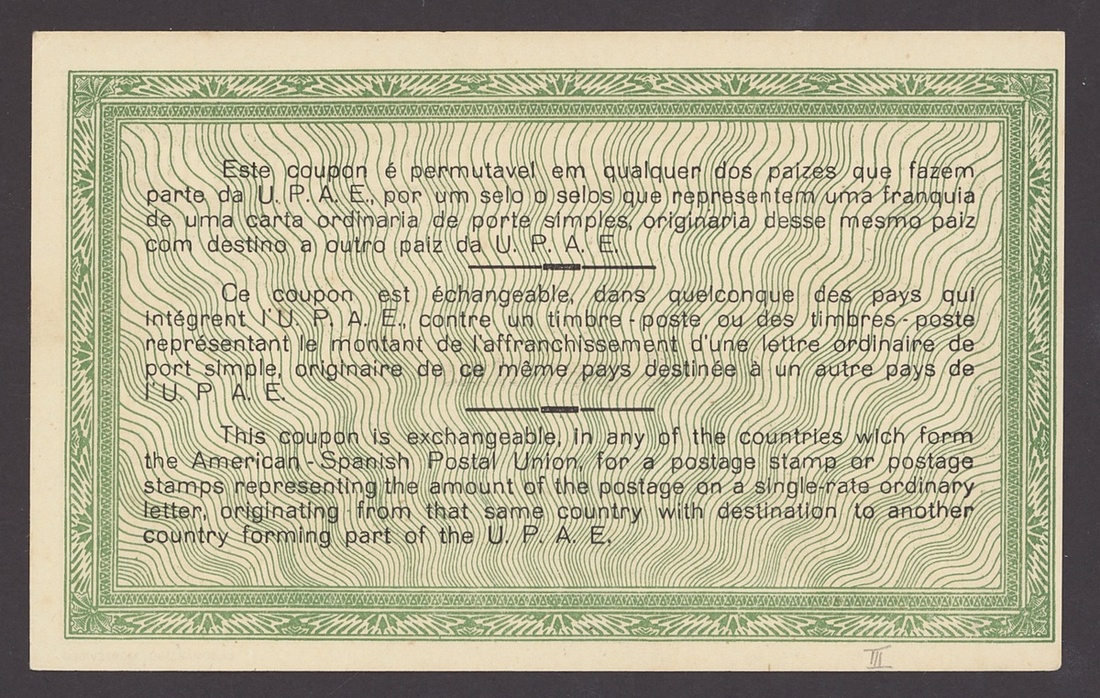 Este coupon é permutavel em qualquer dos paizes que fazem
parte da U. P. A. E., por um selo o selos que representem uma franquia
de uma carta ordinaria de porte simples, originaria desse mesmo paiz
com destino a outro paiz da U. P. A. E.
Ce coupon est échangeable, dans quelconque des pays qui
intègrent l'U. P. A. E., contre un timbre-poste ou des timbres-poste
représentant le montant de l'affranchissement d'une lettre ordinaire de
port simple, originaire de ce même pays destinée à un autre pays de
l'U. P A. E.
This coupon is exchangeable, in any of the countries wich form
the American-Spanish Postal Union, for a postage stamp or postage
stamps representing the amount of the postage on a single-rate ordinary
letter, originating from that same country with destination to another
country forming part of the U. P. A. E.
III